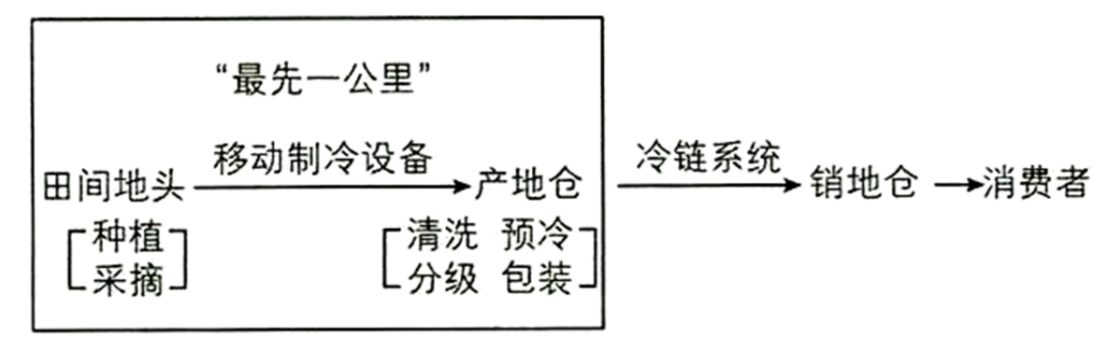 “最先一公里”
移动制冷设备
冷链系统
田间地头
产地仓
销地仓
消费者
种植
采摘
清洗 预冷
分级 包装